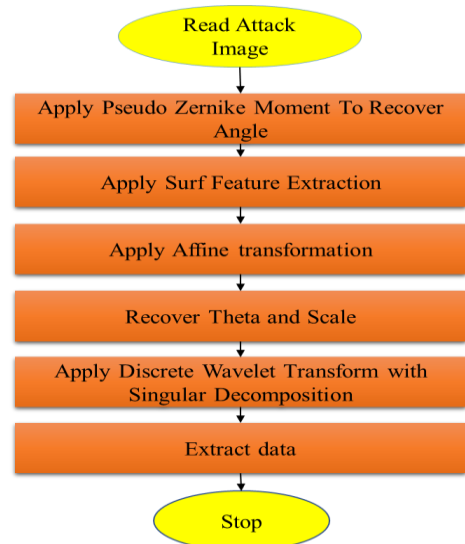 Read Attack
Image
Apply Pseudo Zernike Moment To Recover
Angle
Apply Surf Feature Extraction
Apply Affine transformation
Recover Theta and Scale
Apply Discrete Wavelet Transform with
Singular Decomposition
Extract data
Stop